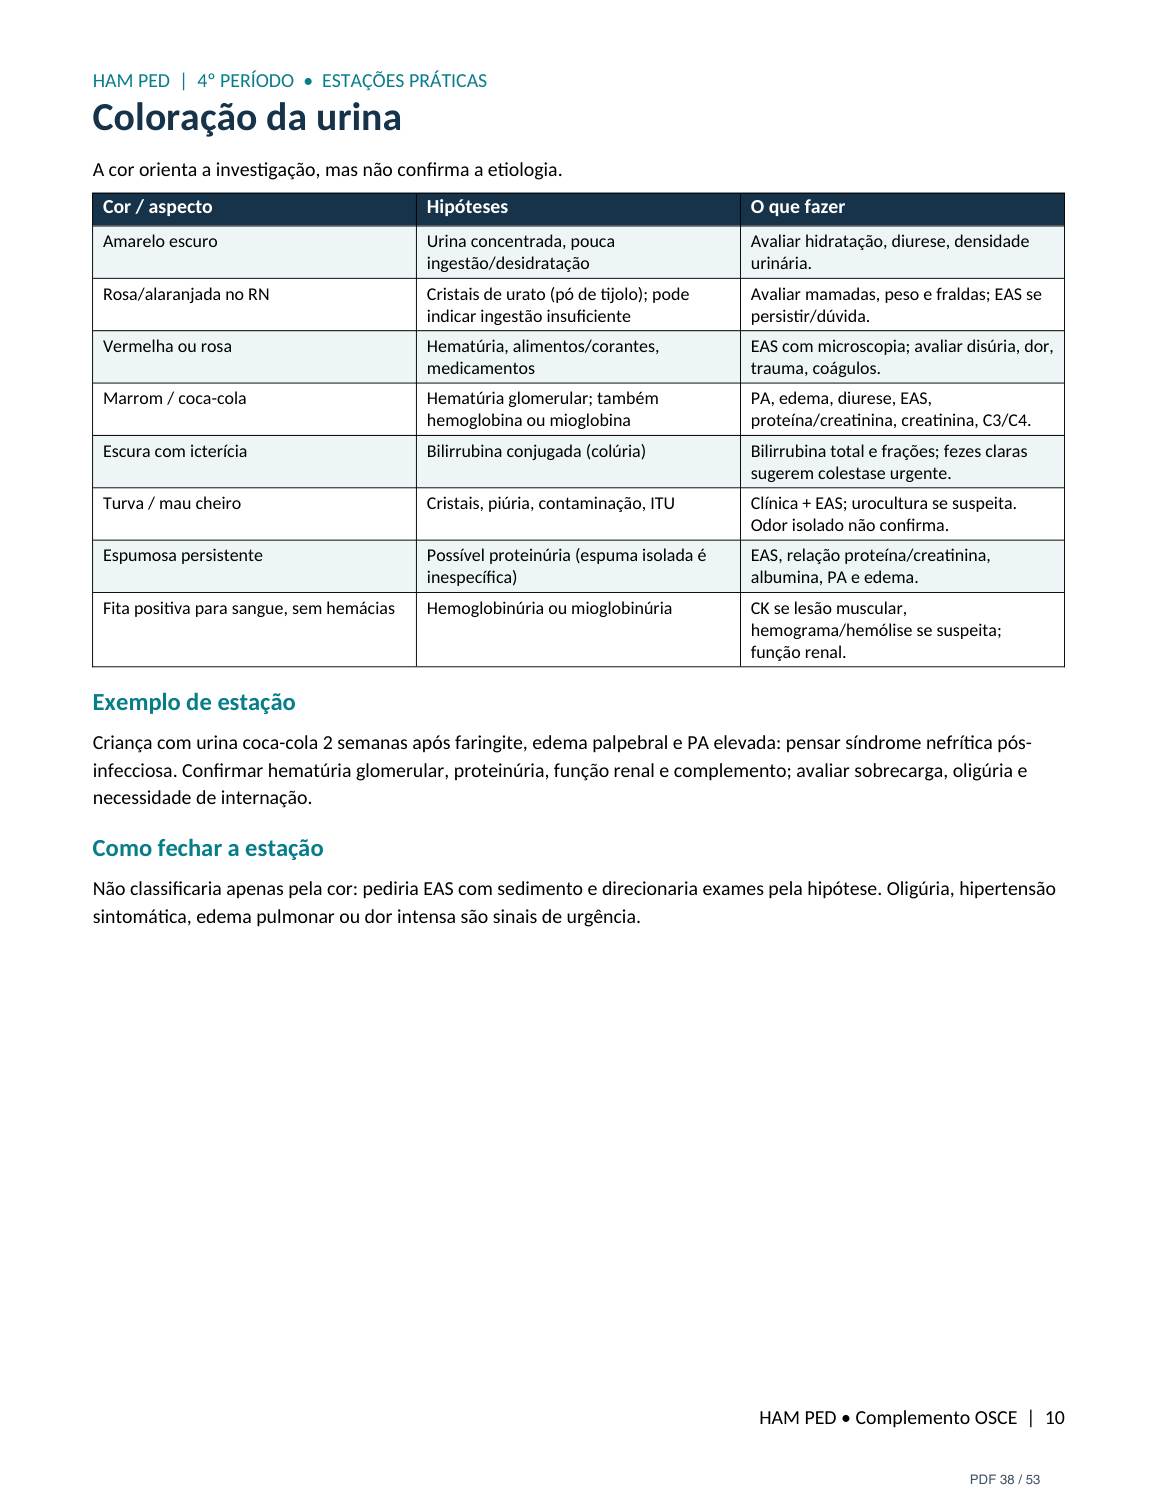 HAM PED | 4º PERÍODO • ESTAÇÕES PRÁTICAS
Coloração da urina
A cor orienta a investigação, mas não confirma a etiologia.
Cor / aspecto
Hipóteses
O que fazer
Amarelo escuro
Urina concentrada, pouca
ingestão/desidratação
Avaliar hidratação, diurese, densidade
urinária.
Rosa/alaranjada no RN
Cristais de urato (pó de tijolo); pode
indicar ingestão insuficiente
Avaliar mamadas, peso e fraldas; EAS se
persistir/dúvida.
Vermelha ou rosa
Hematúria, alimentos/corantes,
medicamentos
EAS com microscopia; avaliar disúria, dor,
trauma, coágulos.
Marrom / coca-cola
Hematúria glomerular; também
hemoglobina ou mioglobina
PA, edema, diurese, EAS,
proteína/creatinina, creatinina, C3/C4.
Escura com icterícia
Bilirrubina conjugada (colúria)
Bilirrubina total e frações; fezes claras
sugerem colestase urgente.
Turva / mau cheiro
Cristais, piúria, contaminação, ITU
Clínica + EAS; urocultura se suspeita.
Odor isolado não confirma.
Espumosa persistente
Possível proteinúria (espuma isolada é
inespecífica)
EAS, relação proteína/creatinina,
albumina, PA e edema.
Fita positiva para sangue, sem hemácias
Hemoglobinúria ou mioglobinúria
CK se lesão muscular,
hemograma/hemólise se suspeita;
função renal.
Exemplo de estação
Criança com urina coca-cola 2 semanas após faringite, edema palpebral e PA elevada: pensar síndrome nefrítica pós-
infecciosa. Confirmar hematúria glomerular, proteinúria, função renal e complemento; avaliar sobrecarga, oligúria e
necessidade de internação.
Como fechar a estação
Não classificaria apenas pela cor: pediria EAS com sedimento e direcionaria exames pela hipótese. Oligúria, hipertensão
sintomática, edema pulmonar ou dor intensa são sinais de urgência.
HAM PED • Complemento OSCE | 10
PDF 38 / 53